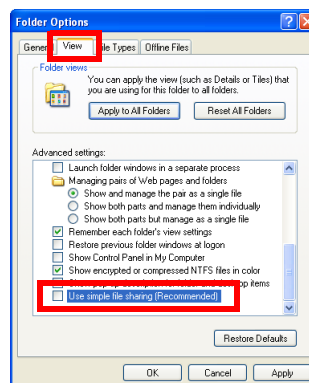 Folder Options
General View File Types Offline Files
Folder views
You can apply the view (such as Details or Tiles) that
you are using for this folder to all folders.
Apply to All Folders Reset All Folders
Advanced settings:
Launch folder windows in a separate process
Managing pairs of Web pages and folders
Show and manage the pair as a single file
Show both parts and manage them individually
Show both parts but manage as a single file
Remember each folder's view settings
Restore previous folder windows at logon
Show Control Panel in My Computer
Show encrypted or compressed NTFS files in color
items
Use simple file sharing (Recommended)
Restore Defaults
OK Cancel Apply